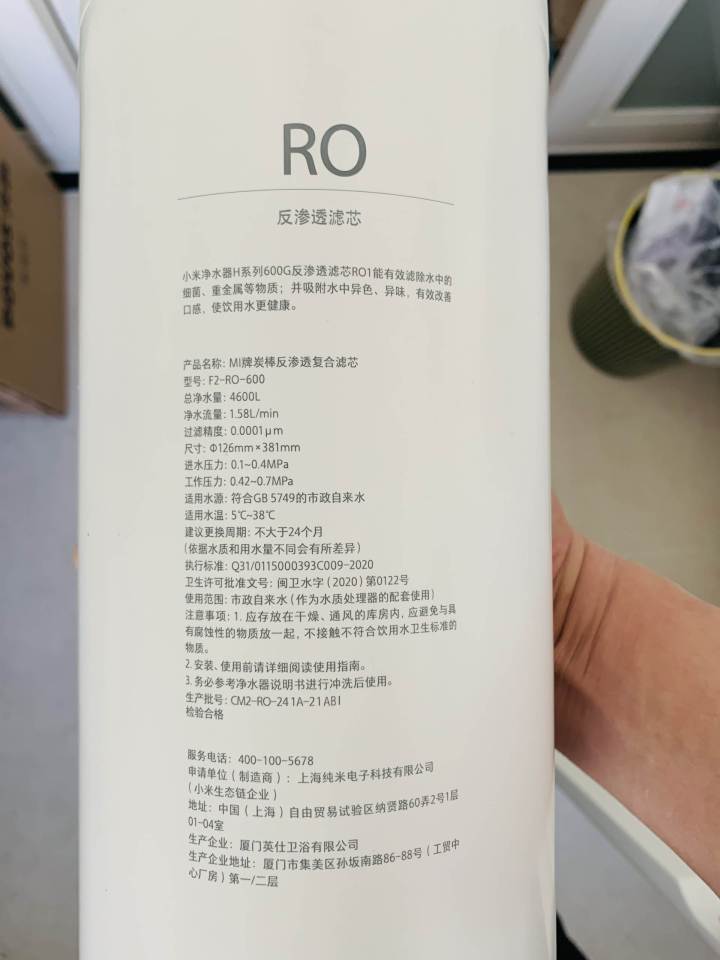 RO
反渗透滤芯
小米净水器H系列600G反渗透滤芯RO1能有效滤除水中的
细菌、重金属等物质；并吸附水中异色、异味，有效改善
口感，使饮用水更健康。
产品名称：MI牌炭棒反渗透复合滤芯
型号：F2-RO-600
总净水量：4600L
净水流量：1.58L/min
过滤精度：0.0001μm
尺寸：Φ126mm×381mm
进水压力：0.1~0.4MPa
工作压力：0.42~0.7MPa
适用水源：符合GB 5749的市政自来水
适用水温：5℃~38℃
建议更换周期：不大于24个月
(依据水质和用水量不同会有所差异)
执行标准：Q31/0115000393C009-2020
卫生许可批准文号：闽卫水字(2020)第0122号
使用范围：市政自来水(作为水质处理器的配套使用)
注意事项：1. 应存放在干燥、通风的库房内，应避免与具
有腐蚀性的物质放一起，不接触不符合饮用水卫生标准的
物质。
2.安装、使用前请详细阅读使用指南。
3.务必参考净水器说明书进行冲洗后使用。
生产批号：CM2-RO-24 1A-21 AB I
检验合格
服务电话：400-100-5678
申请单位(制造商)：上海纯米电子科技有限公司
(小米生态链企业)
地址：中国(上海)自由贸易试验区纳贤路60弄2号1层
01-04室
生产企业：厦门英仕卫浴有限公司
生产企业地址：厦门市集美区孙坂南路86-88号(工贸中
心厂房)第一/二层